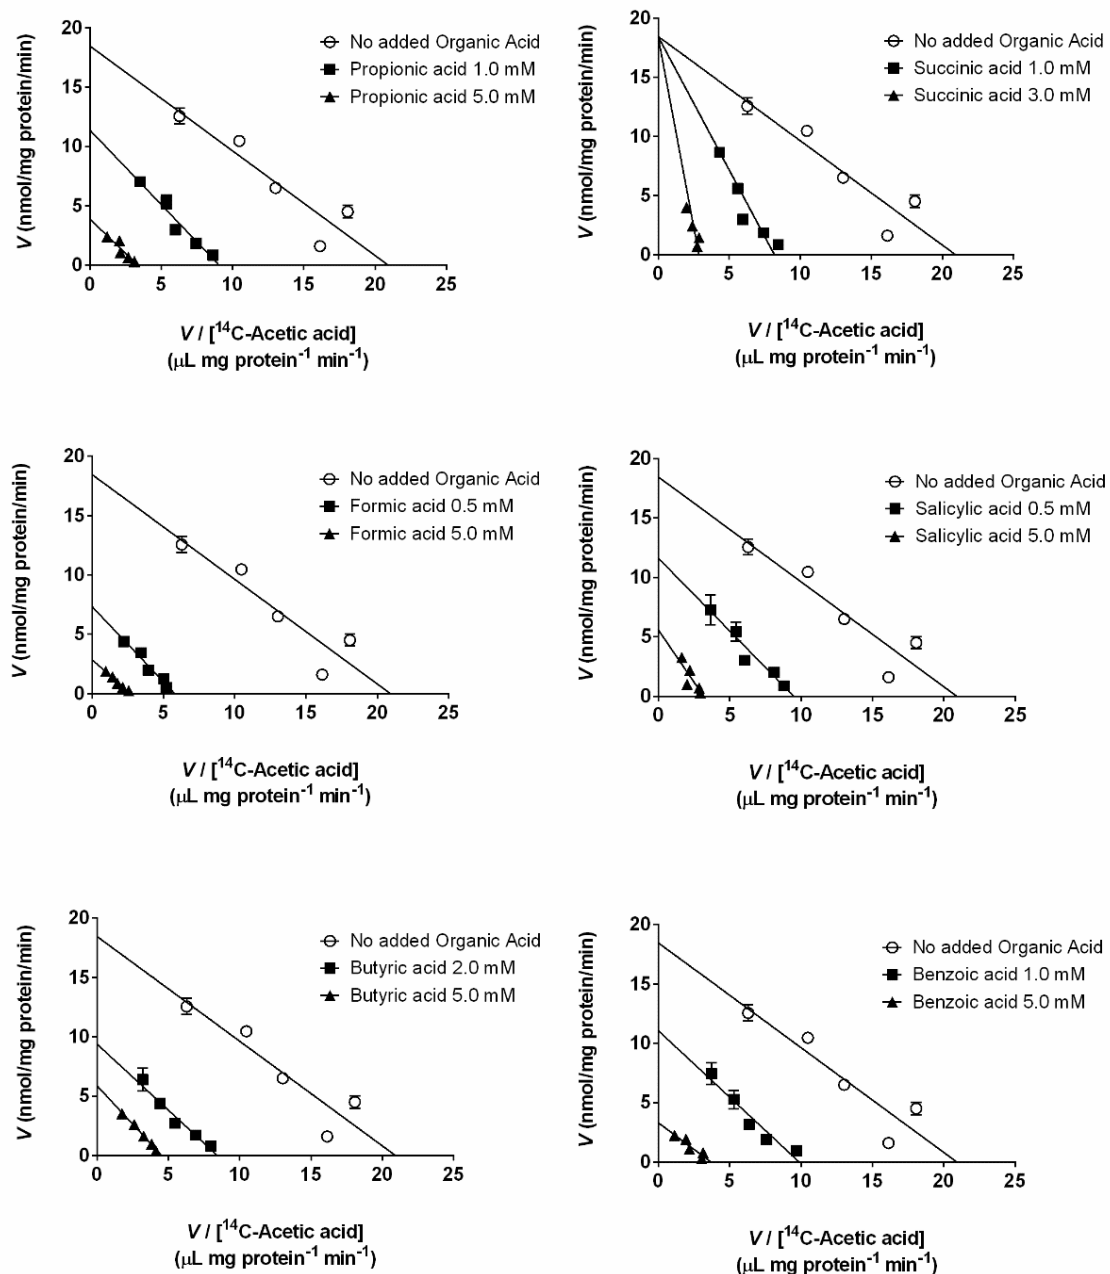 No added Organic Acid
Propionic acid 1.0 mM
Propionic acid 5.0 mM
V (nmol/mg protein/min)
20
15
10
5
0
0 5 10 15 20 25
V / [¹⁴C-Acetic acid]
(μL mg protein⁻¹ min⁻¹)
No added Organic Acid
Succinic acid 1.0 mM
Succinic acid 3.0 mM
V (nmol/mg protein/min)
20
15
10
5
0
0 5 10 15 20 25
V / [¹⁴C-Acetic acid]
(μL mg protein⁻¹ min⁻¹)
No added Organic Acid
Formic acid 0.5 mM
Formic acid 5.0 mM
V (nmol/mg protein/min)
20
15
10
5
0
0 5 10 15 20 25
V / [¹⁴C-Acetic acid]
(μL mg protein⁻¹ min⁻¹)
No added Organic Acid
Salicylic acid 0.5 mM
Salicylic acid 5.0 mM
V (nmol/mg protein/min)
20
15
10
5
0
0 5 10 15 20 25
V / [¹⁴C-Acetic acid]
(μL mg protein⁻¹ min⁻¹)
No added Organic Acid
Butyric acid 2.0 mM
Butyric acid 5.0 mM
V (nmol/mg protein/min)
20
15
10
5
0
0 5 10 15 20 25
V / [¹⁴C-Acetic acid]
(μL mg protein⁻¹ min⁻¹)
No added Organic Acid
Benzoic acid 1.0 mM
Benzoic acid 5.0 mM
V (nmol/mg protein/min)
20
15
10
5
0
0 5 10 15 20 25
V / [¹⁴C-Acetic acid]
(μL mg protein⁻¹ min⁻¹)